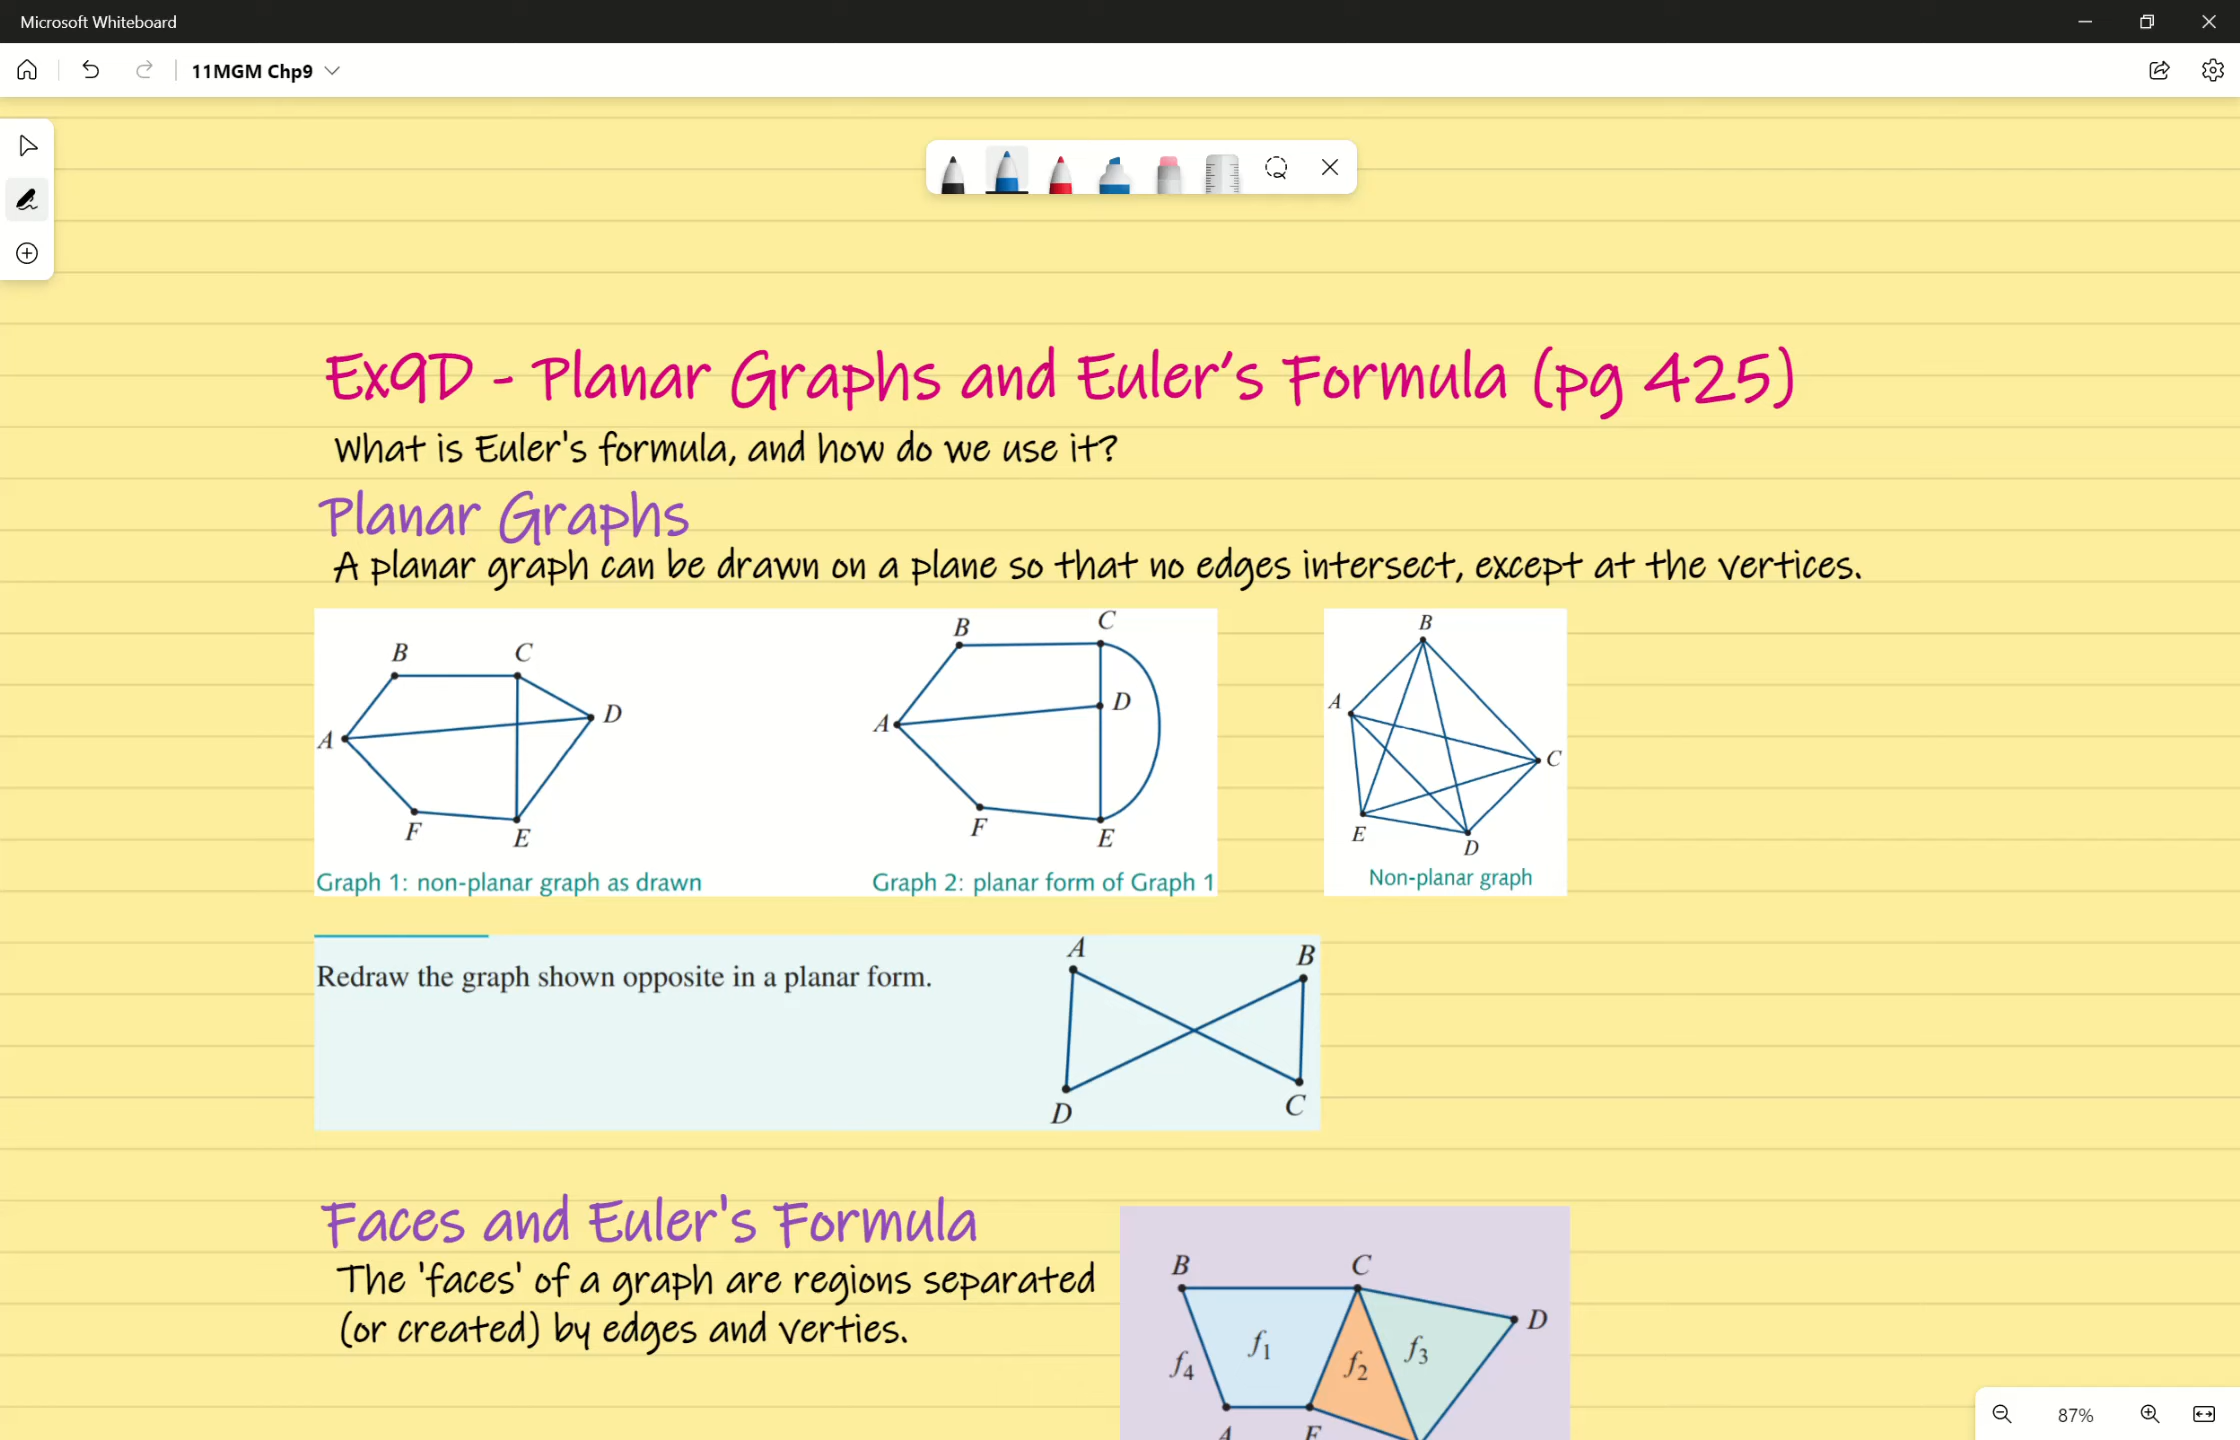 Microsoft Whiteboard
11MGM Chp9
Ex9D - Planar Graphs and Euler's Formula (pg 425)
What is Euler's formula, and how do we use it?
Planar Graphs
A planar graph can be drawn on a plane so that no edges intersect, except at the vertices.
B C
A D
F E
Graph 1: non-planar graph as drawn
B C
A D
F E
Graph 2: planar form of Graph 1
B
A
C
E D
Non-planar graph
Redraw the graph shown opposite in a planar form.
A B
D C
Faces and Euler's Formula
The 'faces' of a graph are regions separated
(or created) by edges and verties.
B C
D
f4 f1 f2 f3
A F
87%